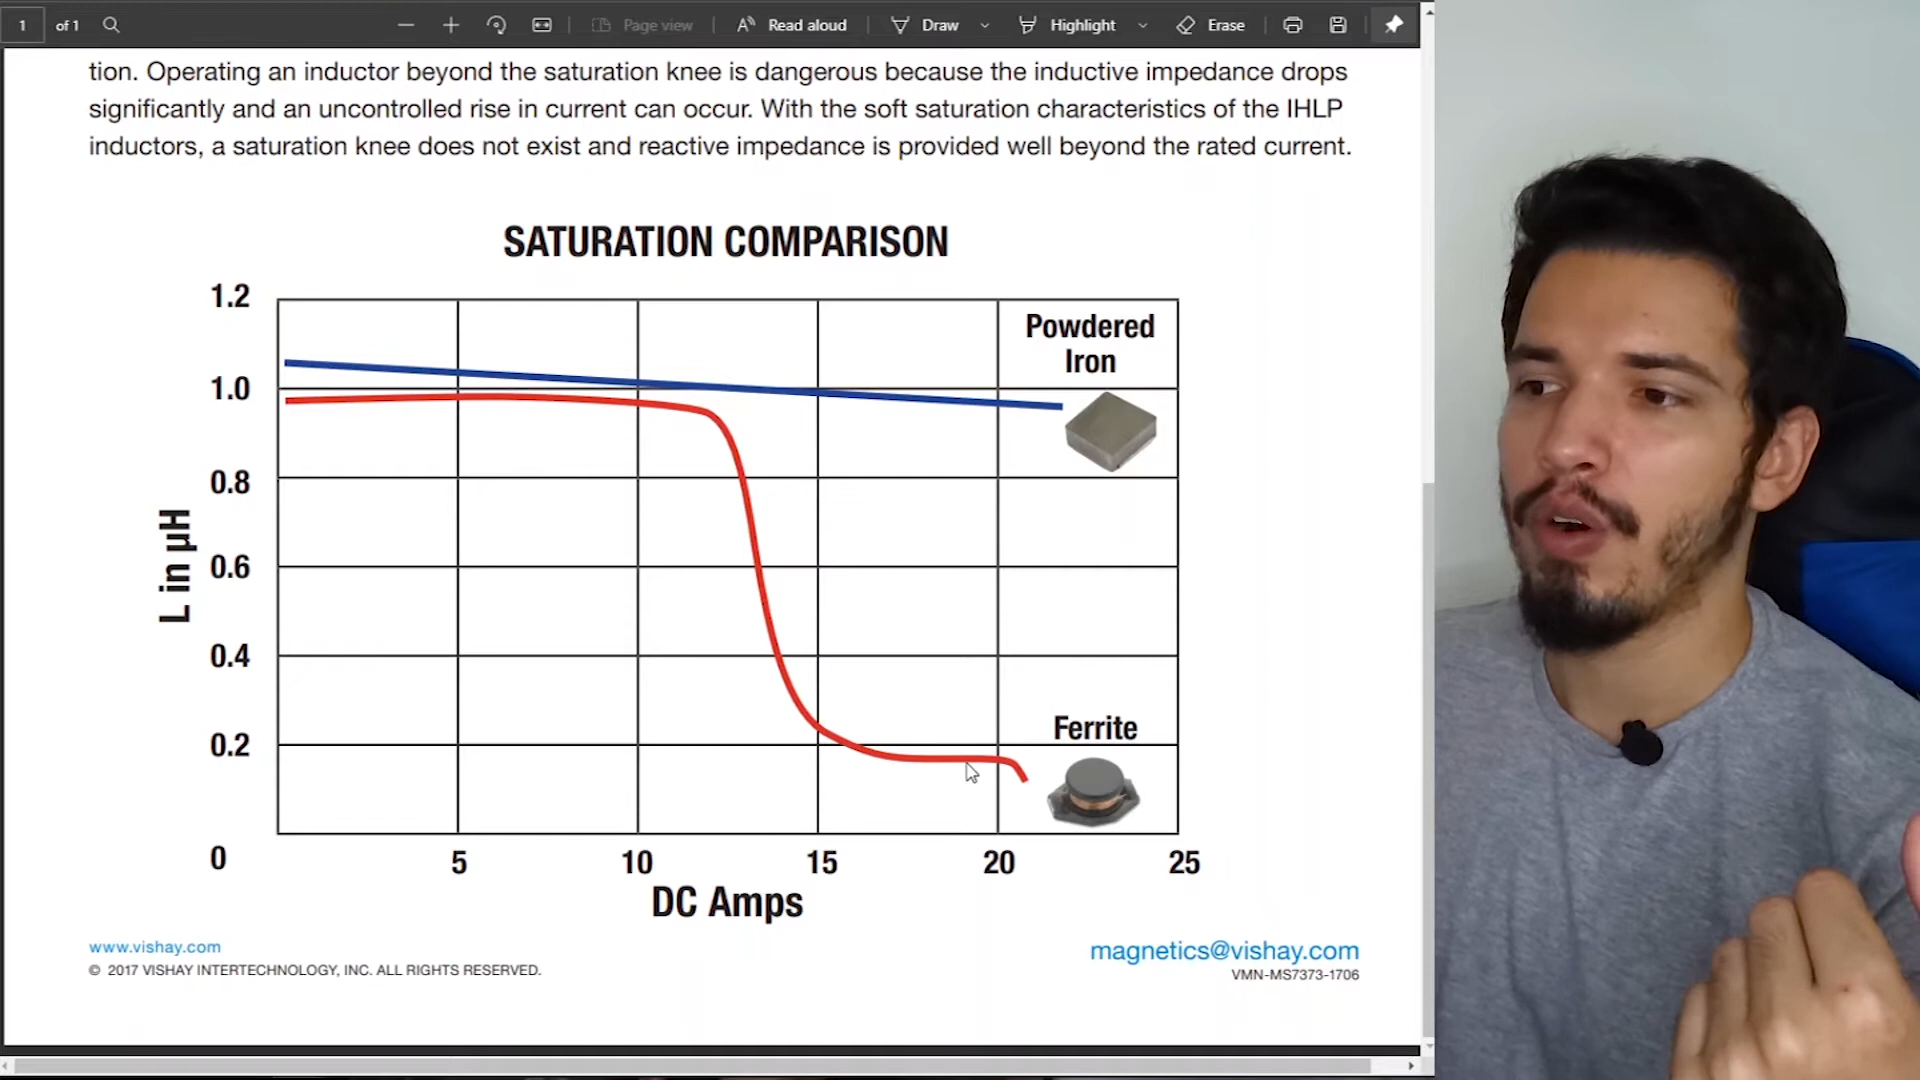 1 of 1 Page view Read aloud Draw Highlight Erase
tion. Operating an inductor beyond the saturation knee is dangerous because the inductive impedance drops
significantly and an uncontrolled rise in current can occur. With the soft saturation characteristics of the IHLP
inductors, a saturation knee does not exist and reactive impedance is provided well beyond the rated current.
SATURATION COMPARISON
1.2
Powdered
Iron
1.0
0.8
L in µH
0.6
0.4
Ferrite
0.2
0 5 10 15 20 25
DC Amps
www.vishay.com
magnetics@vishay.com
© 2017 VISHAY INTERTECHNOLOGY, INC. ALL RIGHTS RESERVED.
VMN-MS7373-1706